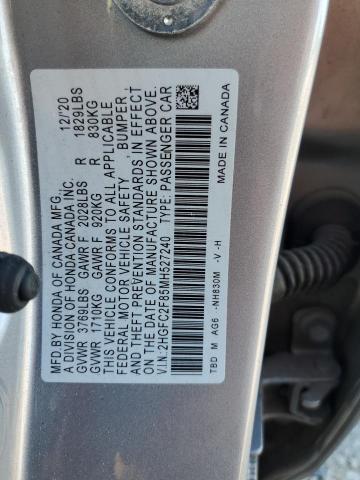 MFD. BY HONDA OF CANADA MFG., 12/'20
A DIVISION OF HONDA CANADA INC.
GVWR 3769LBS GAWR F 2028LBS R 1829LBS
GVWR 1710KG GAWR F 920KG R 830KG
THIS VEHICLE CONFORMS TO ALL APPLICABLE
FEDERAL MOTOR VEHICLE SAFETY, BUMPER,
AND THEFT PREVENTION STANDARDS IN EFFECT
ON THE DATE OF MANUFACTURE SHOWN ABOVE.
V.I.N.: 2HGFC2F85MH527240 TYPE: PASSENGER CAR
TBD M AG6 -NH830M -V -H
MADE IN CANADA